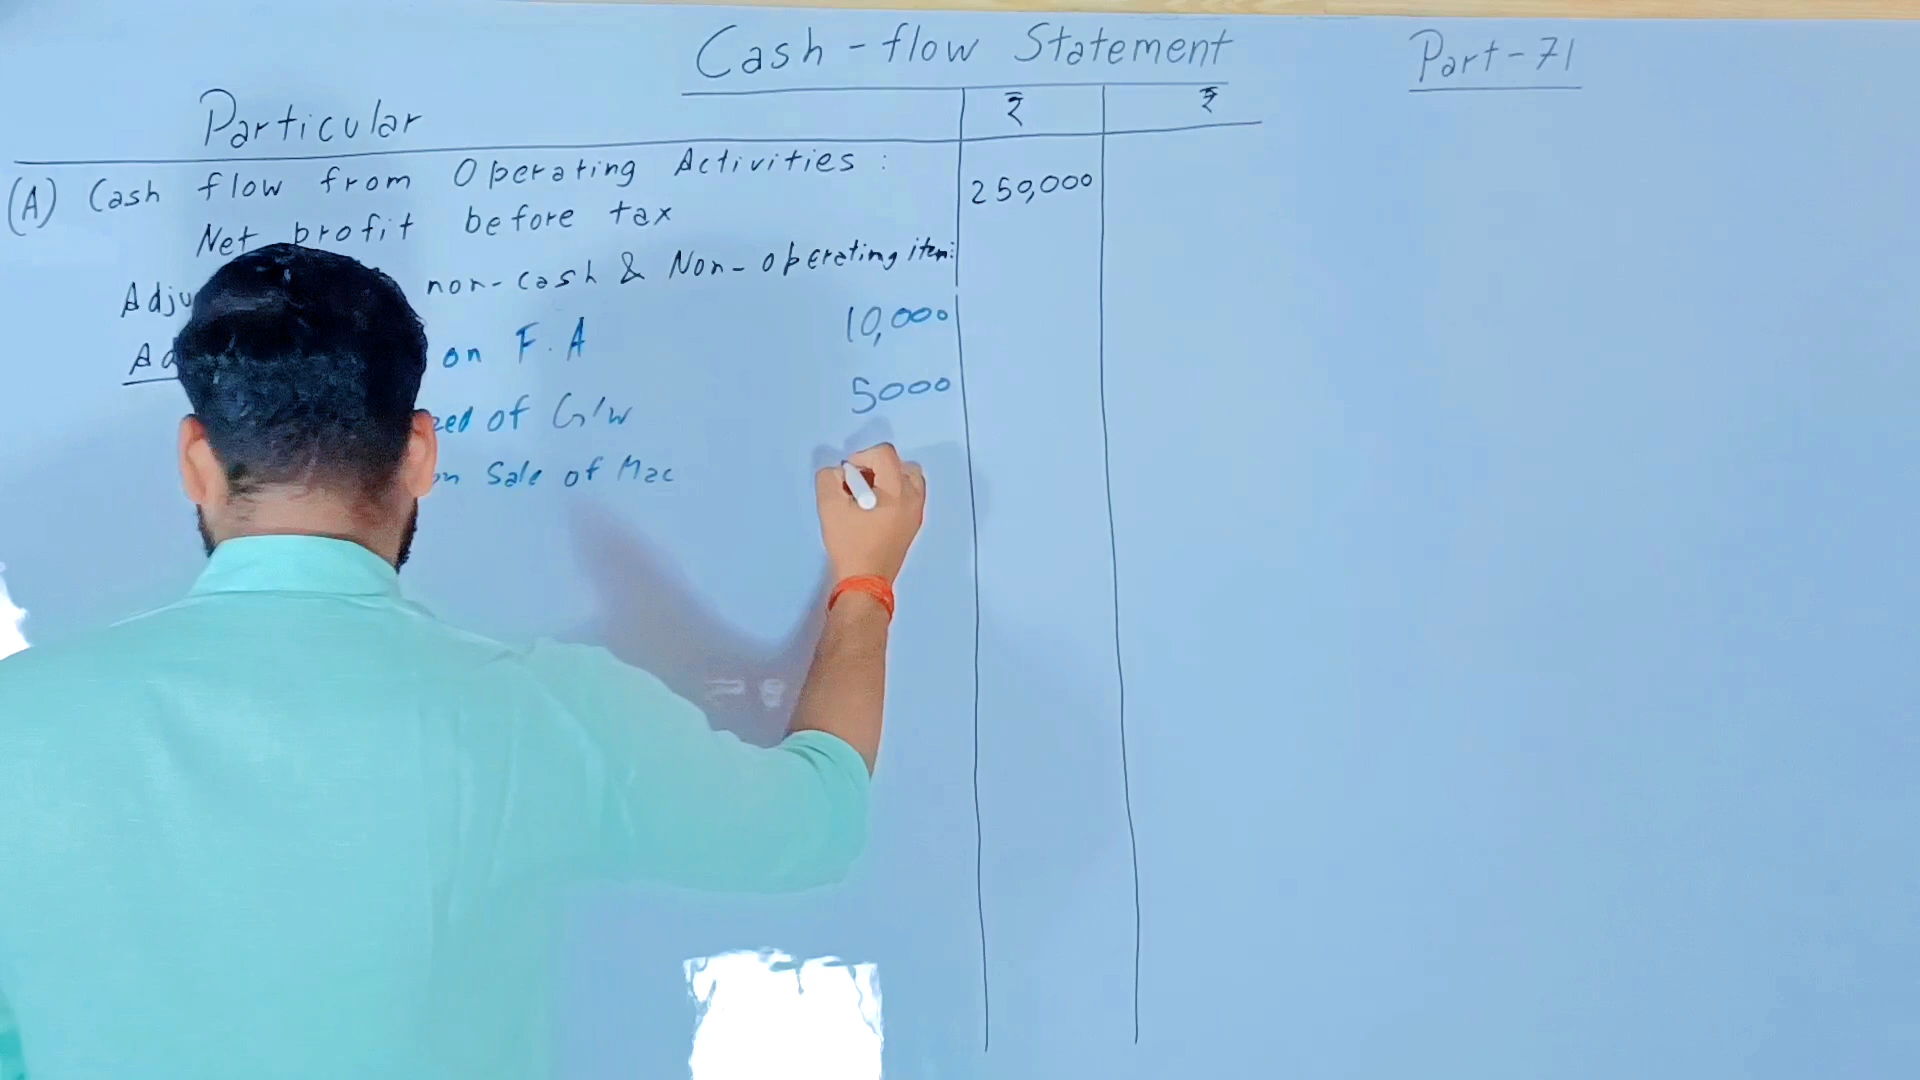 Cash-flow Statement
Part-71
Particular ₹ ₹
(A) Cash flow from Operating Activities :
Net profit before tax 250,000
non-cash & Non-operating item:
on F.A 10,000
of G/w 5000
on Sale of Mac